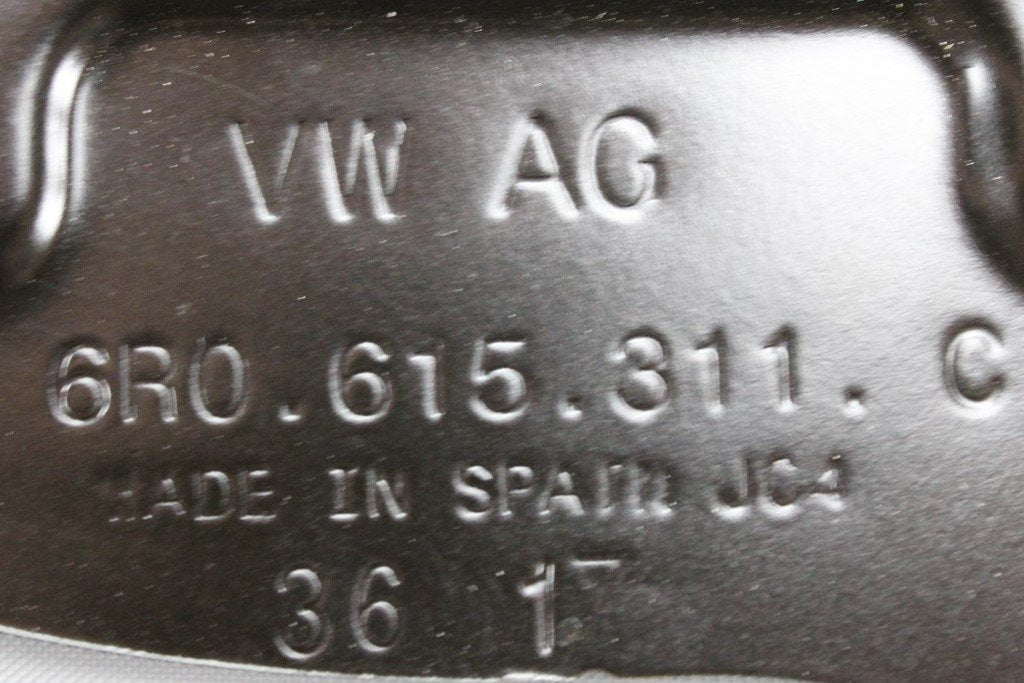 VW AG
6R0.615.311. C
MADE IN SPAIN JC4
36 17